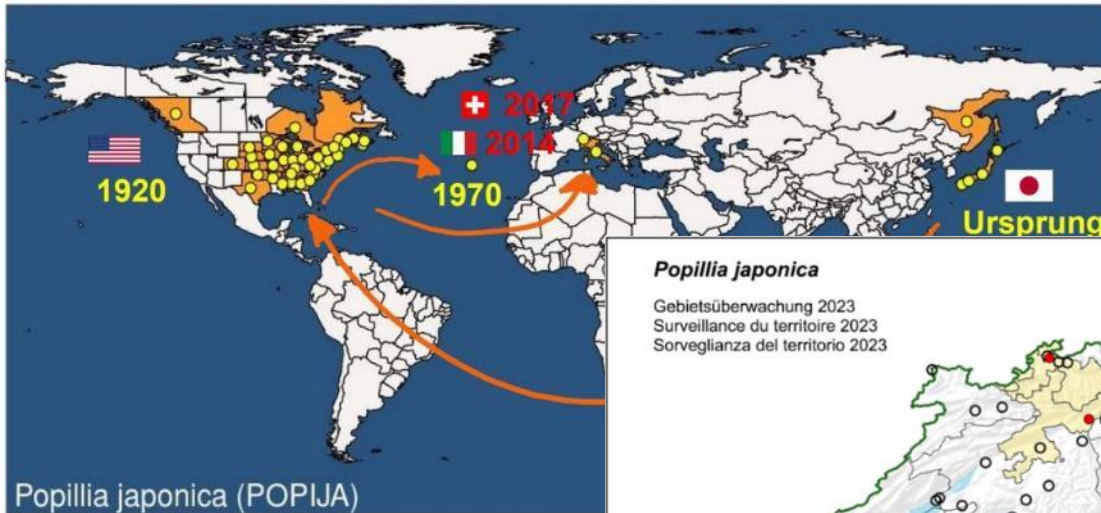 2017
2014
1920
1970
Ursprung
Popillia japonica
Gebietsüberwachung 2023
Surveillance du territoire 2023
Sorveglianza del territorio 2023
Popillia japonica (POPIJA)